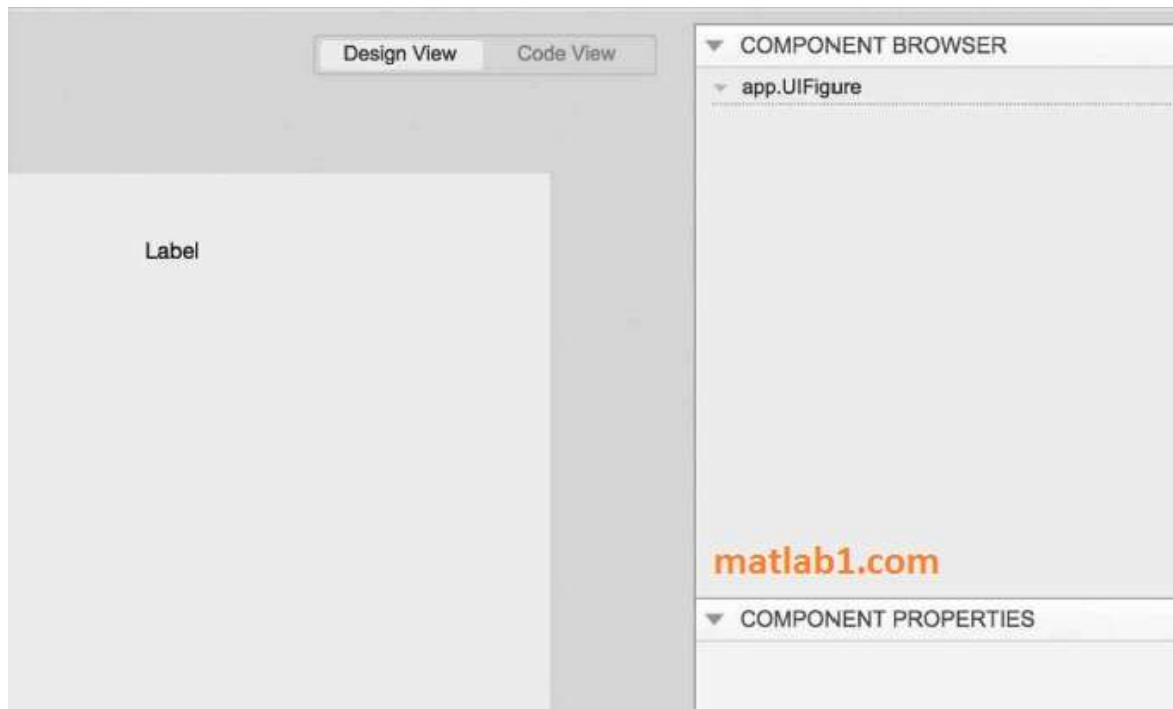 Design View
Code View
COMPONENT BROWSER
app.UIFigure
Label
matlab1.com
COMPONENT PROPERTIES